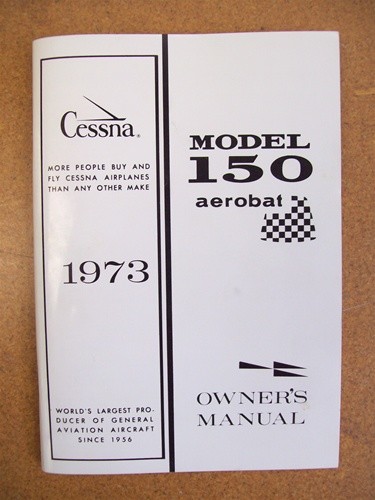 Cessna®
MORE PEOPLE BUY AND
FLY CESSNA AIRPLANES
THAN ANY OTHER MAKE
1973
WORLD'S LARGEST PRO-
DUCER OF GENERAL
AVIATION AIRCRAFT
SINCE 1956
MODEL
150
aerobat
OWNER'S
MANUAL